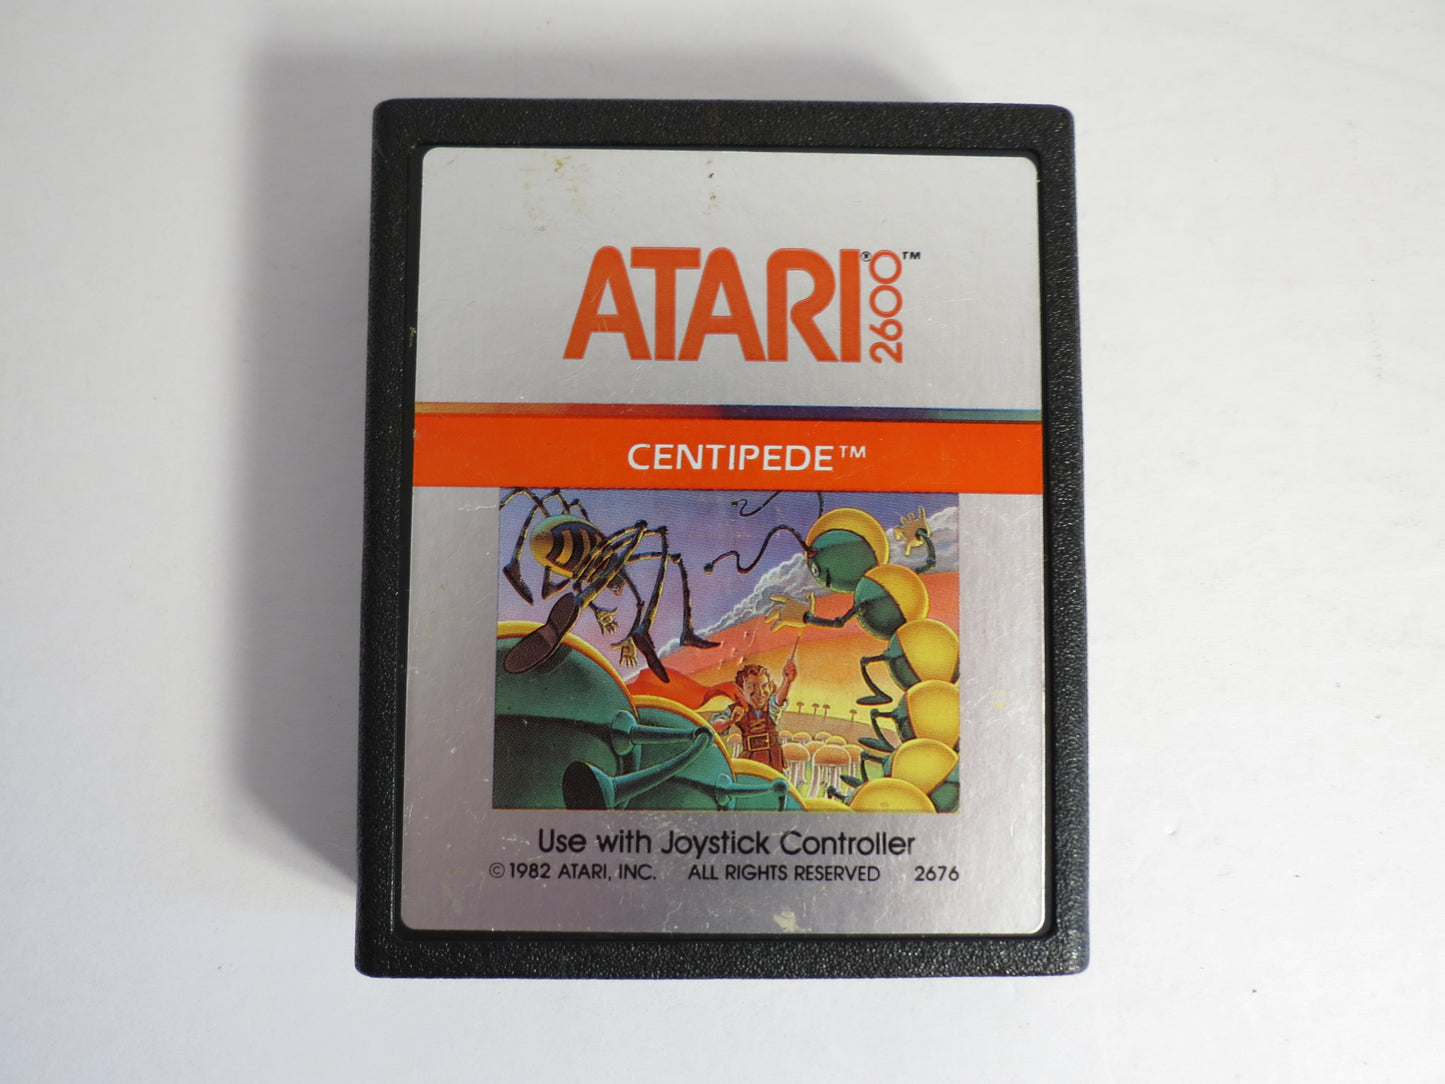 ATARI® 2600™
CENTIPEDE™
Use with Joystick Controller
© 1982 ATARI, INC. ALL RIGHTS RESERVED 2676